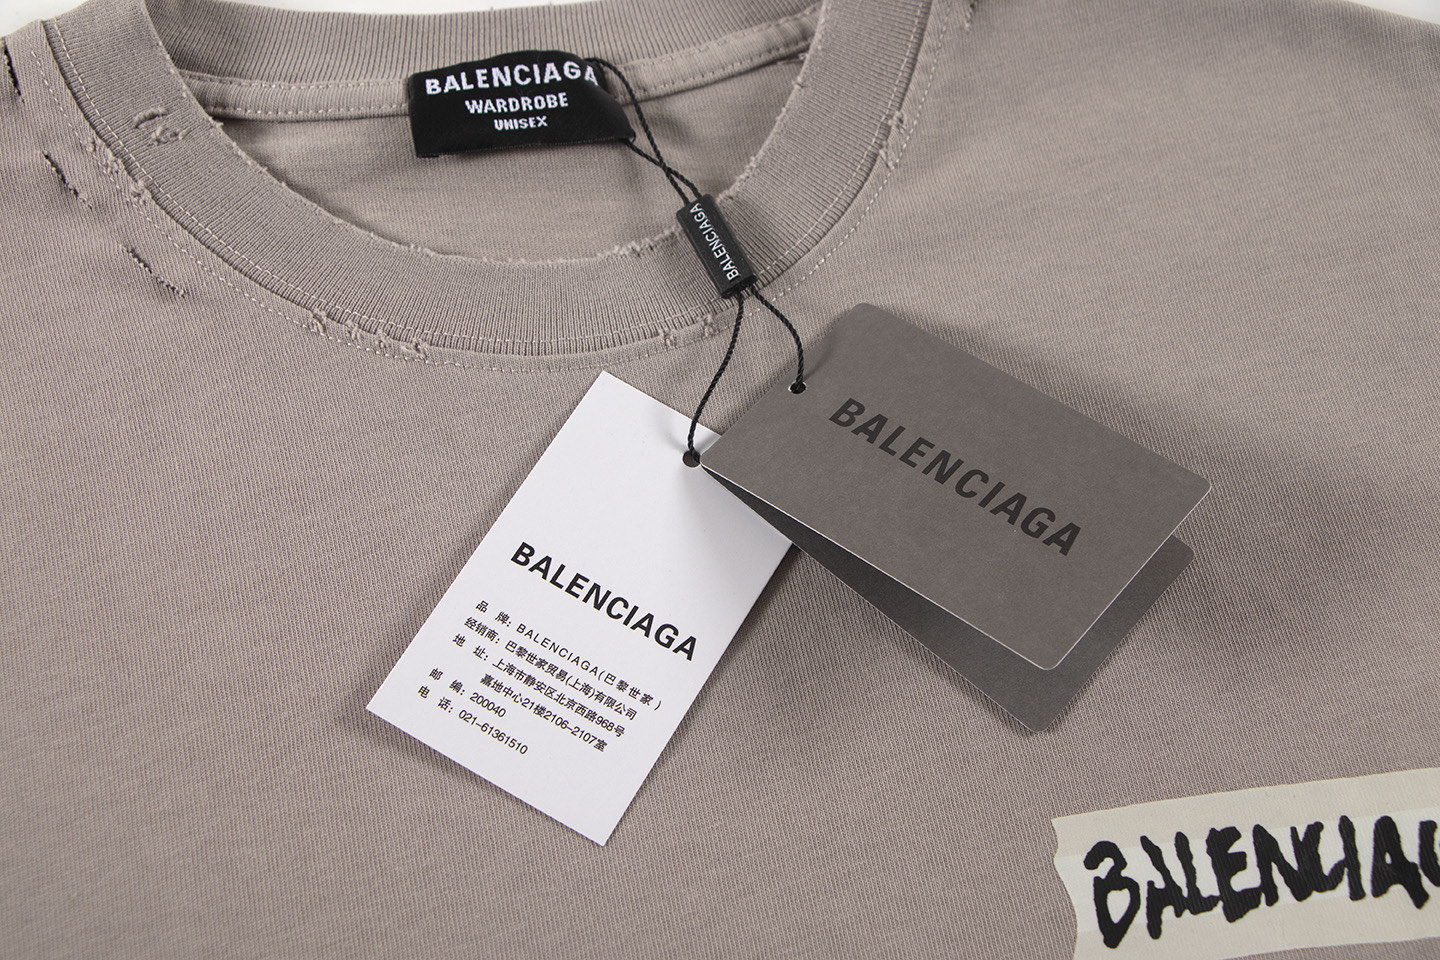 BALENCIAGA
WARDROBE
UNISEX
BALENCIAGA
BALENCIAGA
BALENCIAGA
品 牌: BALENCIAGA(巴黎世家)
经销商: 巴黎世家贸易(上海)有限公司
地 址: 上海市静安区北京西路968号
嘉地中心21楼2106-2107室
邮 编: 200040
电 话: 021-61361510
BALENCIAG